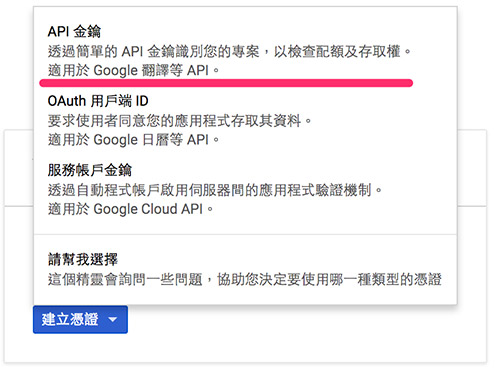 API 金鑰
透過簡單的 API 金鑰識別您的專案，以檢查配額及存取權。
適用於 Google 翻譯等 API。
OAuth 用戶端 ID
要求使用者同意您的應用程式存取其資料。
適用於 Google 日曆等 API。
服務帳戶金鑰
透過自動程式帳戶啟用伺服器間的應用程式驗證機制。
適用於 Google Cloud API。
請幫我選擇
這個精靈會詢問一些問題，協助您決定要使用哪一種類型的憑證
建立憑證